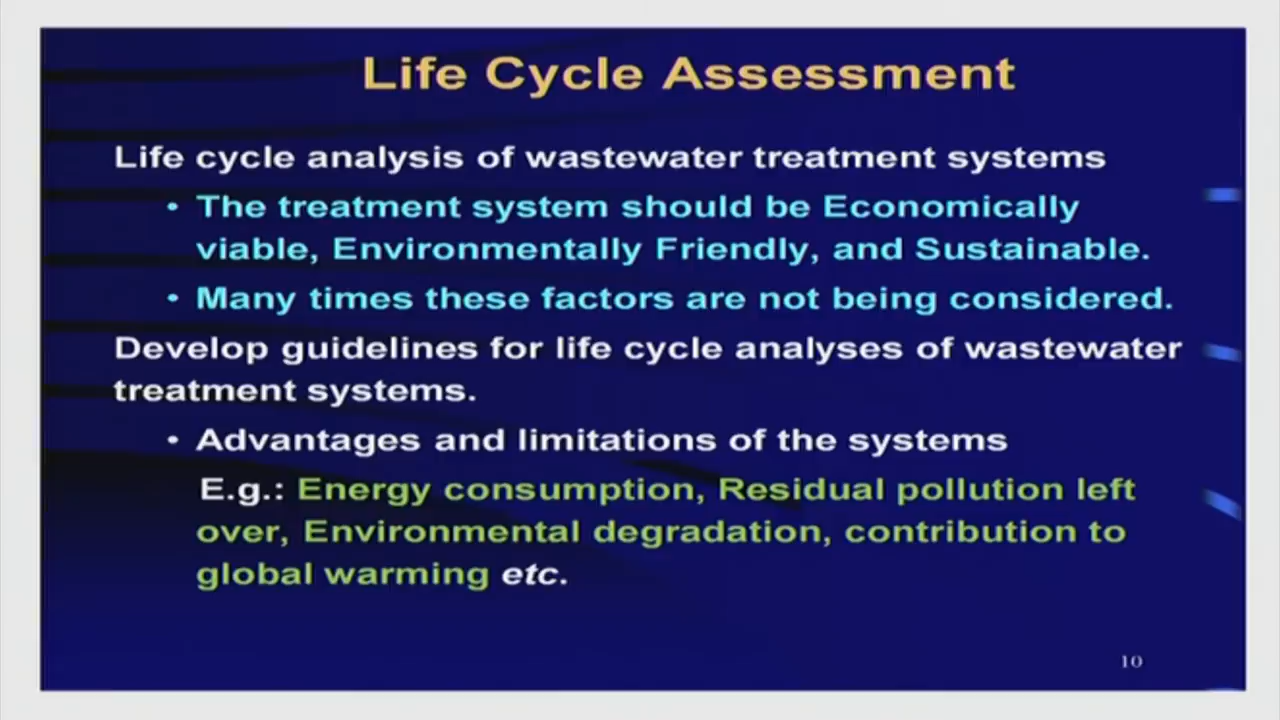 Life Cycle Assessment
Life cycle analysis of wastewater treatment systems
• The treatment system should be Economically
viable, Environmentally Friendly, and Sustainable.
• Many times these factors are not being considered.
Develop guidelines for life cycle analyses of wastewater
treatment systems.
• Advantages and limitations of the systems
E.g.: Energy consumption, Residual pollution left
over, Environmental degradation, contribution to
global warming etc.
10